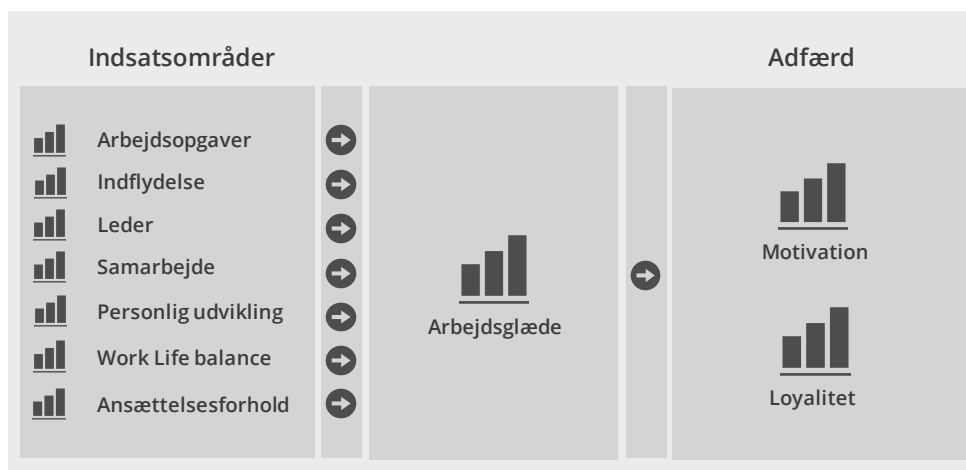 Indsatsområder
Adfærd
Arbejdsopgaver
Indflydelse
Leder
Samarbejde
Personlig udvikling
Work Life balance
Ansættelsesforhold
Arbejdsglæde
Motivation
Loyalitet